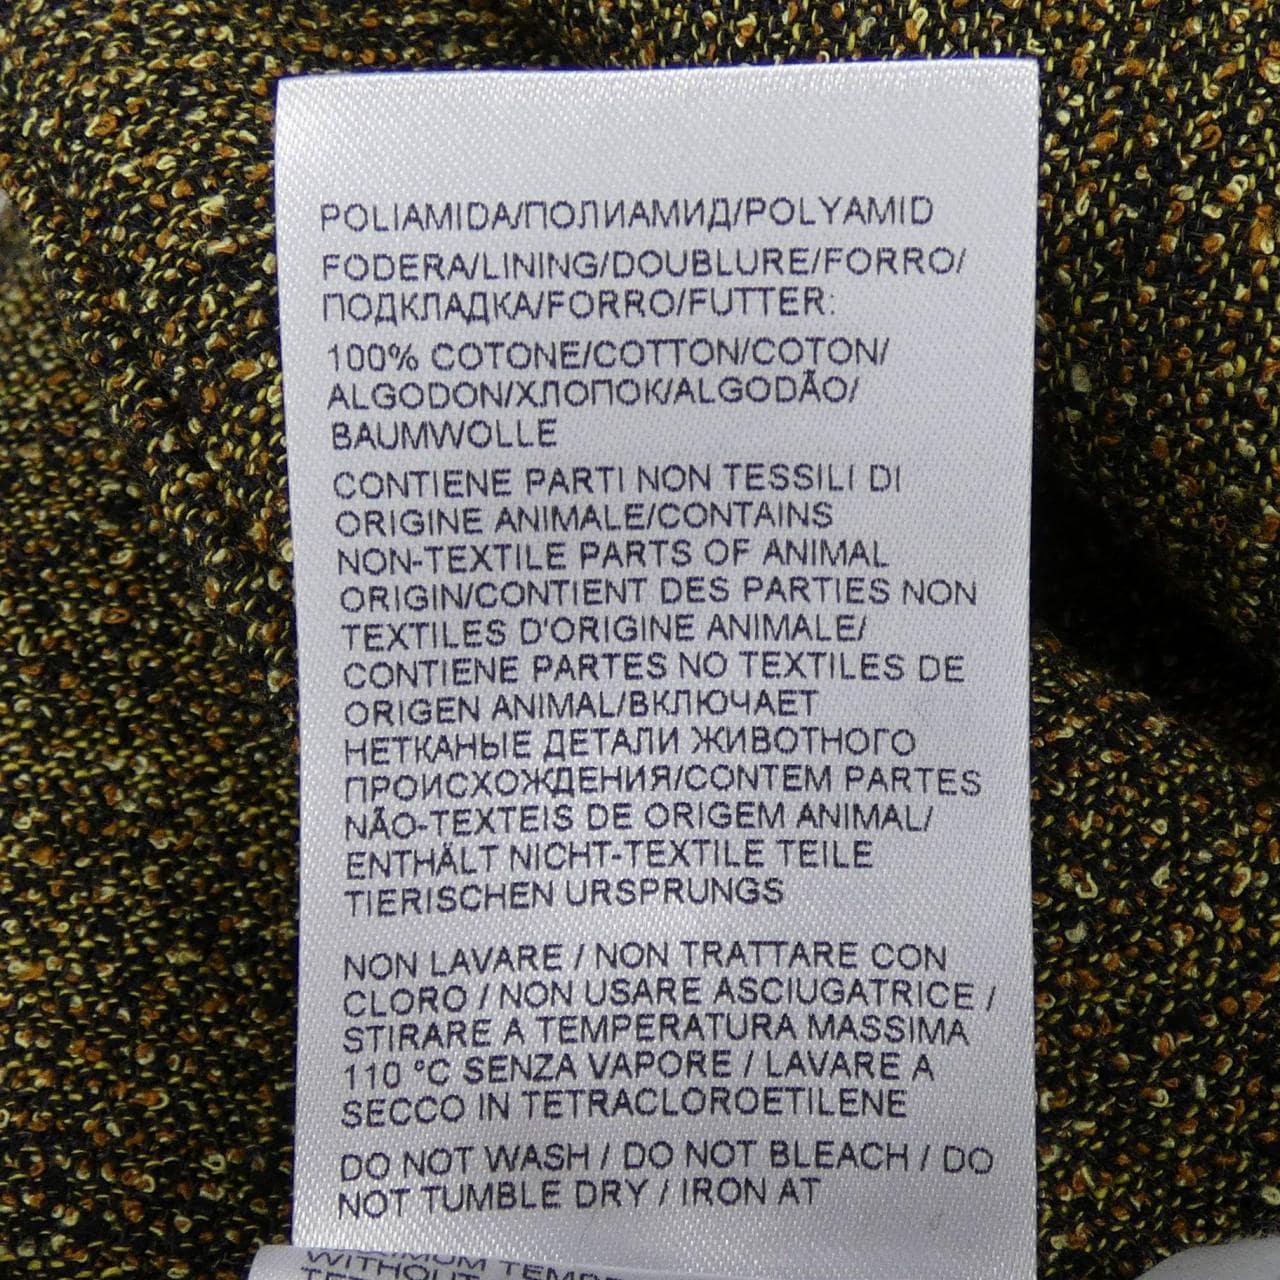 POLIAMIDA/ПОЛИАМИД/POLYAMID
FODERA/LINING/DOUBLURE/FORRO/
ПОДКЛАДКА/FORRO/FUTTER:
100% COTONE/COTTON/COTON/
ALGODON/ХЛОПОК/ALGODÃO/
BAUMWOLLE
CONTIENE PARTI NON TESSILI DI
ORIGINE ANIMALE/CONTAINS
NON-TEXTILE PARTS OF ANIMAL
ORIGIN/CONTIENT DES PARTIES NON
TEXTILES D'ORIGINE ANIMALE/
CONTIENE PARTES NO TEXTILES DE
ORIGEN ANIMAL/ВКЛЮЧАЕТ
НЕТКАНЫЕ ДЕТАЛИ ЖИВОТНОГО
ПРОИСХОЖДЕНИЯ/CONTEM PARTES
NÃO-TEXTEIS DE ORIGEM ANIMAL/
ENTHÄLT NICHT-TEXTILE TEILE
TIERISCHEN URSPRUNGS
NON LAVARE / NON TRATTARE CON
CLORO / NON USARE ASCIUGATRICE /
STIRARE A TEMPERATURA MASSIMA
110 °C SENZA VAPORE / LAVARE A
SECCO IN TETRACLOROETILENE
DO NOT WASH / DO NOT BLEACH / DO
NOT TUMBLE DRY / IRON AT
WITHOUT